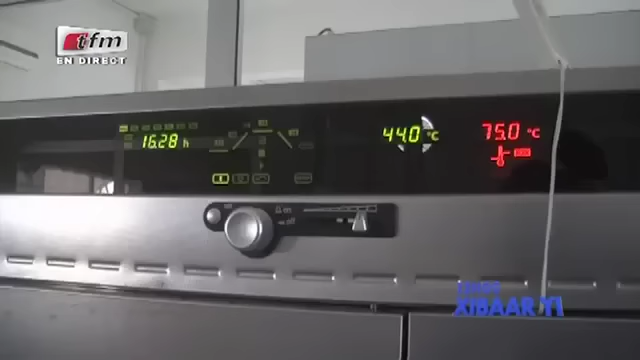 tfm
EN DIRECT
16.28 h
44.0 °C
75.0 °C
XIBAAR YI